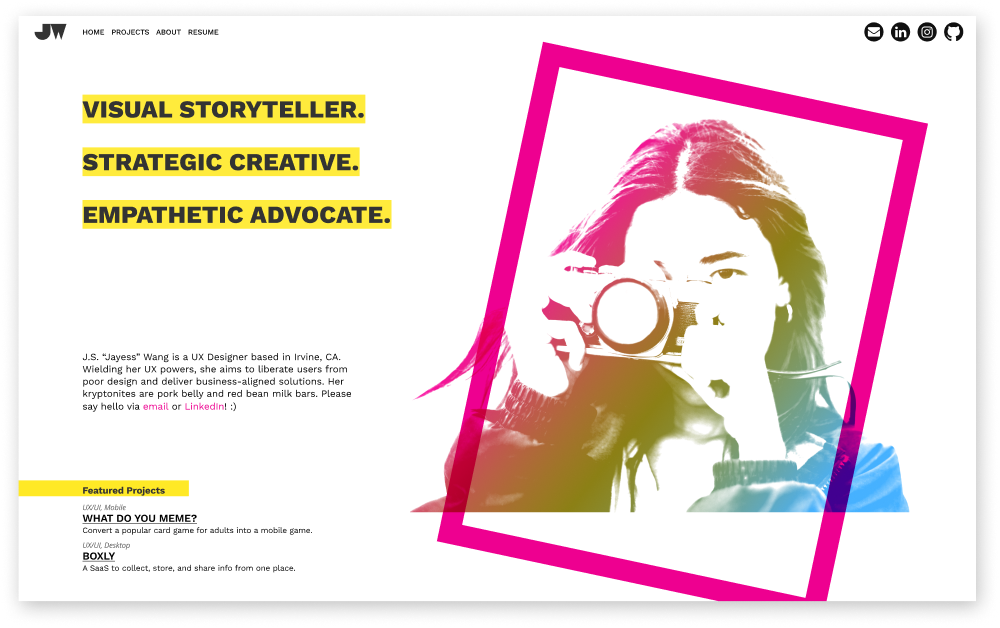 JW
HOME PROJECTS ABOUT RESUME
in
VISUAL STORYTELLER.
STRATEGIC CREATIVE.
EMPATHETIC ADVOCATE.
J.S. “Jayess” Wang is a UX Designer based in Irvine, CA.
Wielding her UX powers, she aims to liberate users from
poor design and deliver business-aligned solutions. Her
kryptonites are pork belly and red bean milk bars. Please
say hello via email or LinkedIn! :)
Featured Projects
UX/UI, Mobile
WHAT DO YOU MEME?
Convert a popular card game for adults into a mobile game.
UX/UI, Desktop
BOXLY
A SaaS to collect, store, and share info from one place.